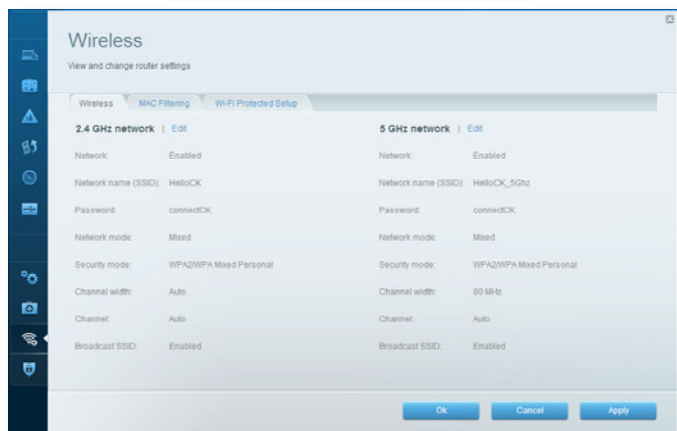 Wireless
View and change router settings
Wireless MAC Filtering Wi-Fi Protected Setup
2.4 GHz network | Edit 5 GHz network | Edit
Network: Enabled Network: Enabled
Network name (SSID): HelloCK Network name (SSID): HelloCK_5Ghz
Password: connectCK Password: connectCK
Network mode: Mixed Network mode: Mixed
Security mode: WPA2/WPA Mixed Personal Security mode: WPA2/WPA Mixed Personal
Channel width: Auto Channel width: 80 MHz
Channel: Auto Channel: Auto
Broadcast SSID: Enabled Broadcast SSID: Enabled
Ok Cancel Apply